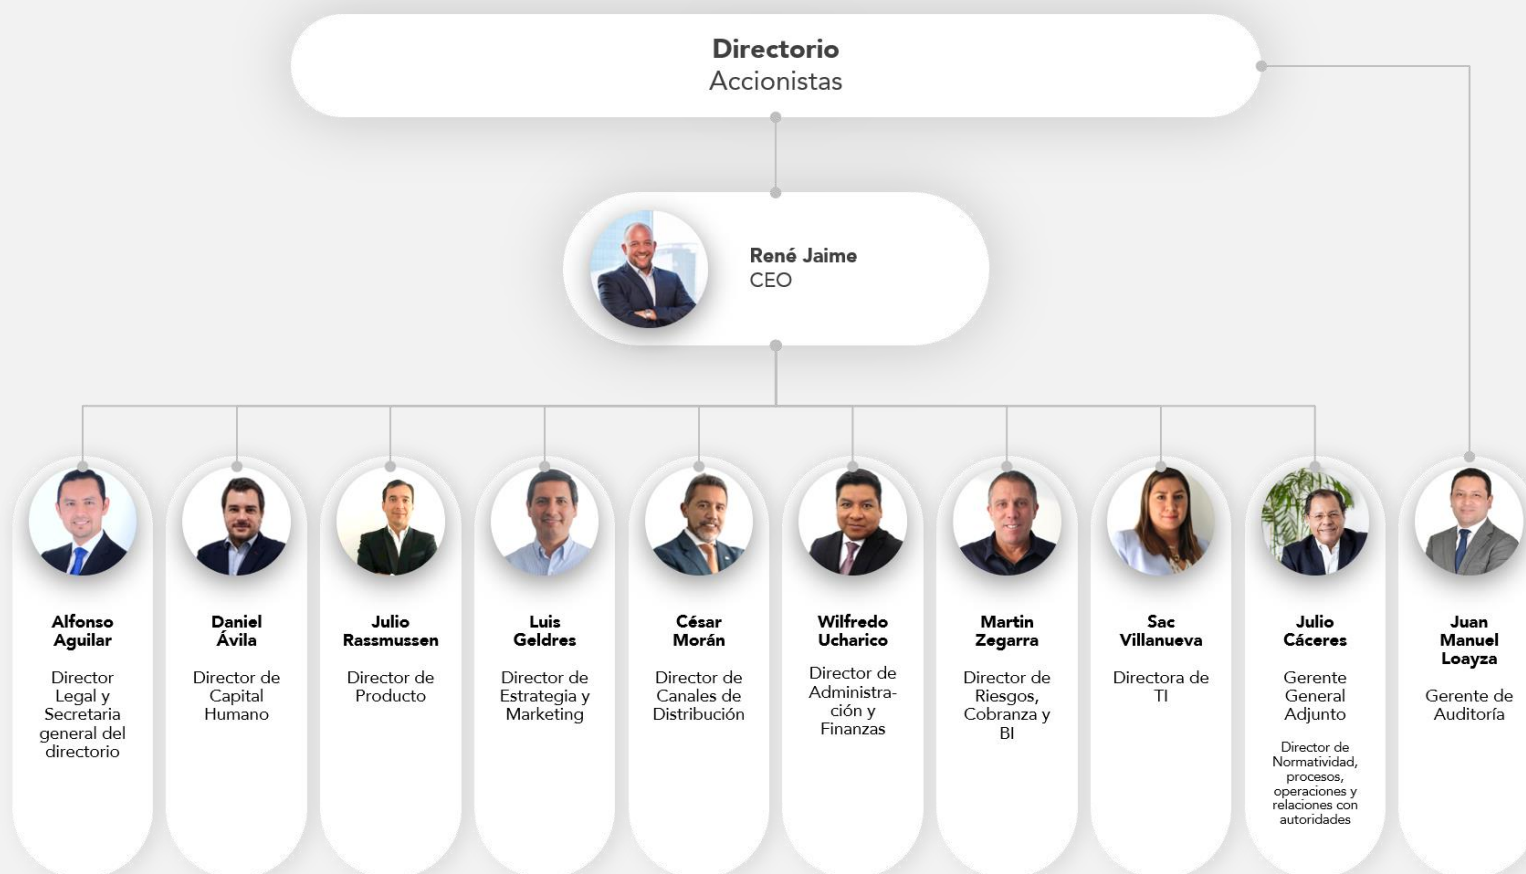 Directorio
Accionistas
René Jaime
CEO
Alfonso
Aguilar
Director
Legal y
Secretaria
general del
directorio
Daniel
Ávila
Director de
Capital
Humano
Julio
Rassmussen
Director de
Producto
Luis
Geldres
Director de
Estrategia y
Marketing
César
Morán
Director de
Canales de
Distribución
Wilfredo
Ucharico
Director de
Administra-
ción y
Finanzas
Martin
Zegarra
Director de
Riesgos,
Cobranza y
BI
Sac
Villanueva
Directora de
TI
Julio
Cáceres
Gerente
General
Adjunto
Director de
Normatividad,
procesos,
operaciones y
relaciones con
autoridades
Juan
Manuel
Loayza
Gerente de
Auditoría